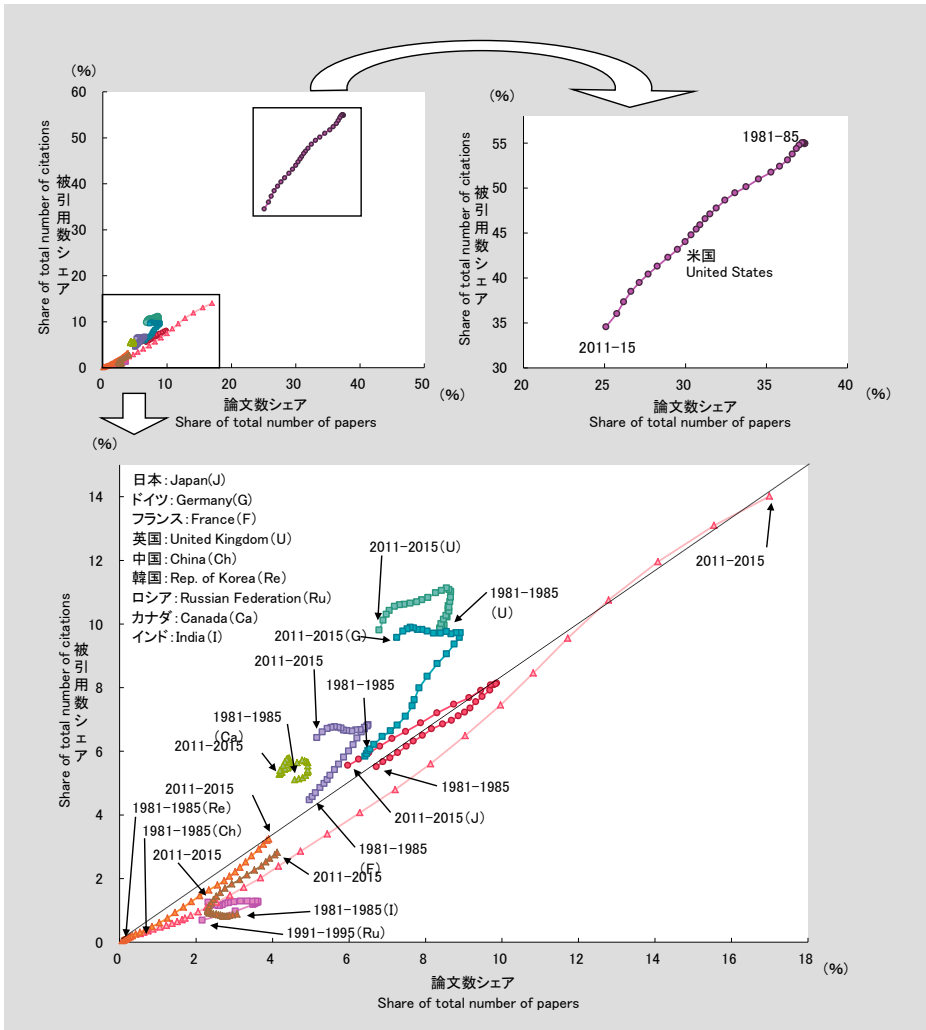 (%)
60
50
40
30
20
10
0
Share of total number of citations
被引用数シェア
0
10
20
30
40
50
(%)
論文数シェア
Share of total number of papers
(%)
55
50
45
40
35
30
Share of total number of citations
被引用数シェア
1981-85
米国
United States
2011-15
20
25
30
35
40
(%)
論文数シェア
Share of total number of papers
(%)
14
12
10
8
6
4
2
0
Share of total number of citations
被引用数シェア
日本:Japan(J)
ドイツ:Germany(G)
フランス:France(F)
英国:United Kingdom(U)
中国:China(Ch)
韓国:Rep. of Korea(Re)
ロシア:Russian Federation(Ru)
カナダ:Canada(Ca)
インド:India(I)
2011-2015(U)
2011-2015
1981-1985
(U)
2011-2015(G)
2011-2015
1981-1985
1981-1985
(Ca)
2011-2015
2011-2015
1981-1985
1981-1985(Re)
2011-2015(J)
1981-1985(Ch)
1981-1985
(F)
2011-2015
2011-2015
1981-1985(I)
1991-1995(Ru)
0
2
4
6
8
10
12
14
16
18
(%)
論文数シェア
Share of total number of papers